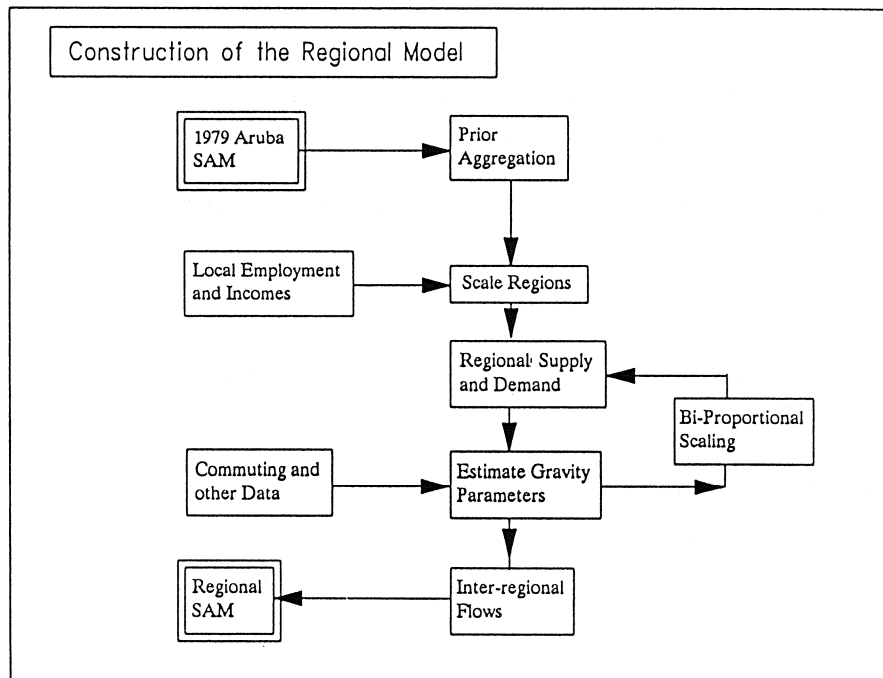 Construction of the Regional Model
1979 Aruba
SAM
Prior
Aggregation
Local Employment
and Incomes
Scale Regions
Regional Supply
and Demand
Bi-Proportional
Scaling
Commuting and
other Data
Estimate Gravity
Parameters
Regional
SAM
Inter-regional
Flows